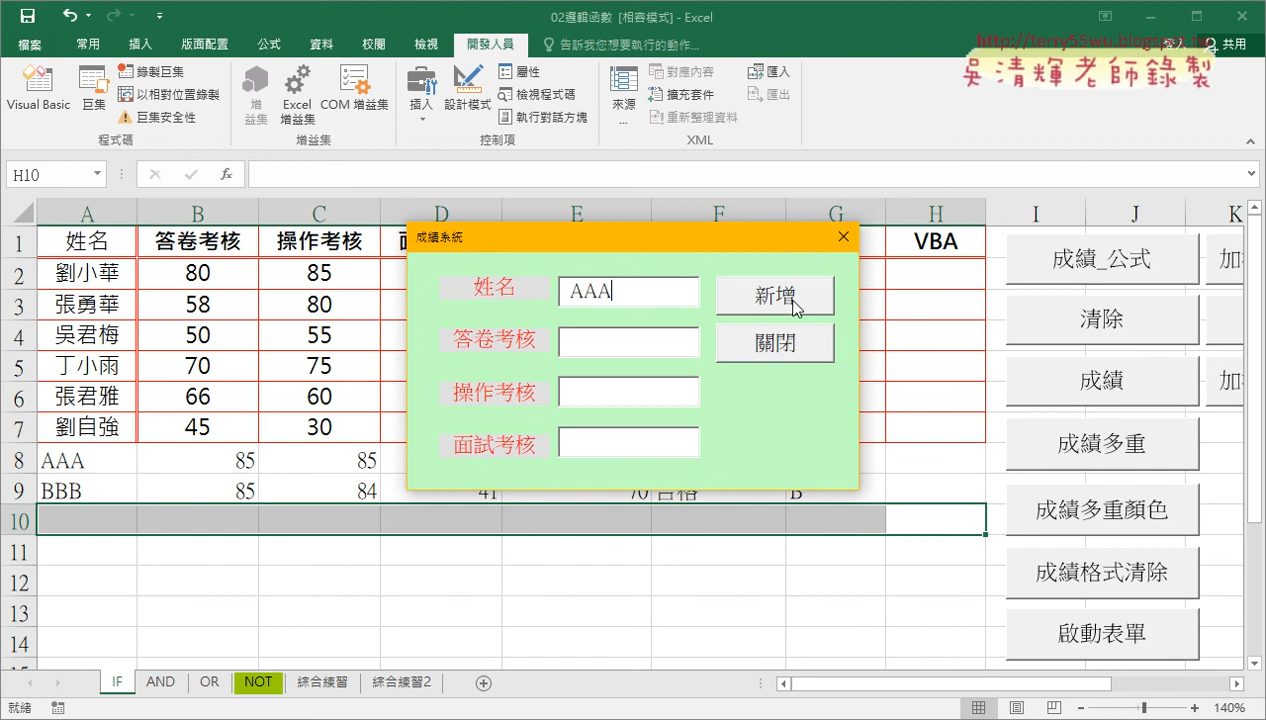 02邏輯函數 [相容模式] - Excel
檔案 常用 插入 版面配置 公式 資料 校閱 檢視 開發人員 告訴我您想要執行的動作... 登入 共用
http://terry55wu.blogspot.tw
吳清輝老師錄製
Visual Basic 巨集 錄製巨集 以相對位置錄製 巨集安全性 增益集 Excel 增益集 COM 增益集 插入 設計模式 屬性 檢視程式碼 執行對話方塊 來源... 對應內容 擴充套件 重新整理資料 匯入 匯出
程式碼 增益集 控制項 XML
H10 fx
A B C D E F G H I J K
1 姓名 答卷考核 操作考核 VBA
2 劉小華 80 85
3 張勇華 58 80
4 吳君梅 50 55
5 丁小雨 70 75
6 張君雅 66 60
7 劉自強 45 30
8 AAA 85 85
9 BBB 85 84 41 70 合格 B
10
11
12
13
14
成績系統
姓名 AAA 新增
答卷考核 關閉
操作考核
面試考核
成績_公式
清除
成績
成績多重
成績多重顏色
成績格式清除
啟動表單
IF AND OR NOT 綜合練習 綜合練習2
就緒 140%